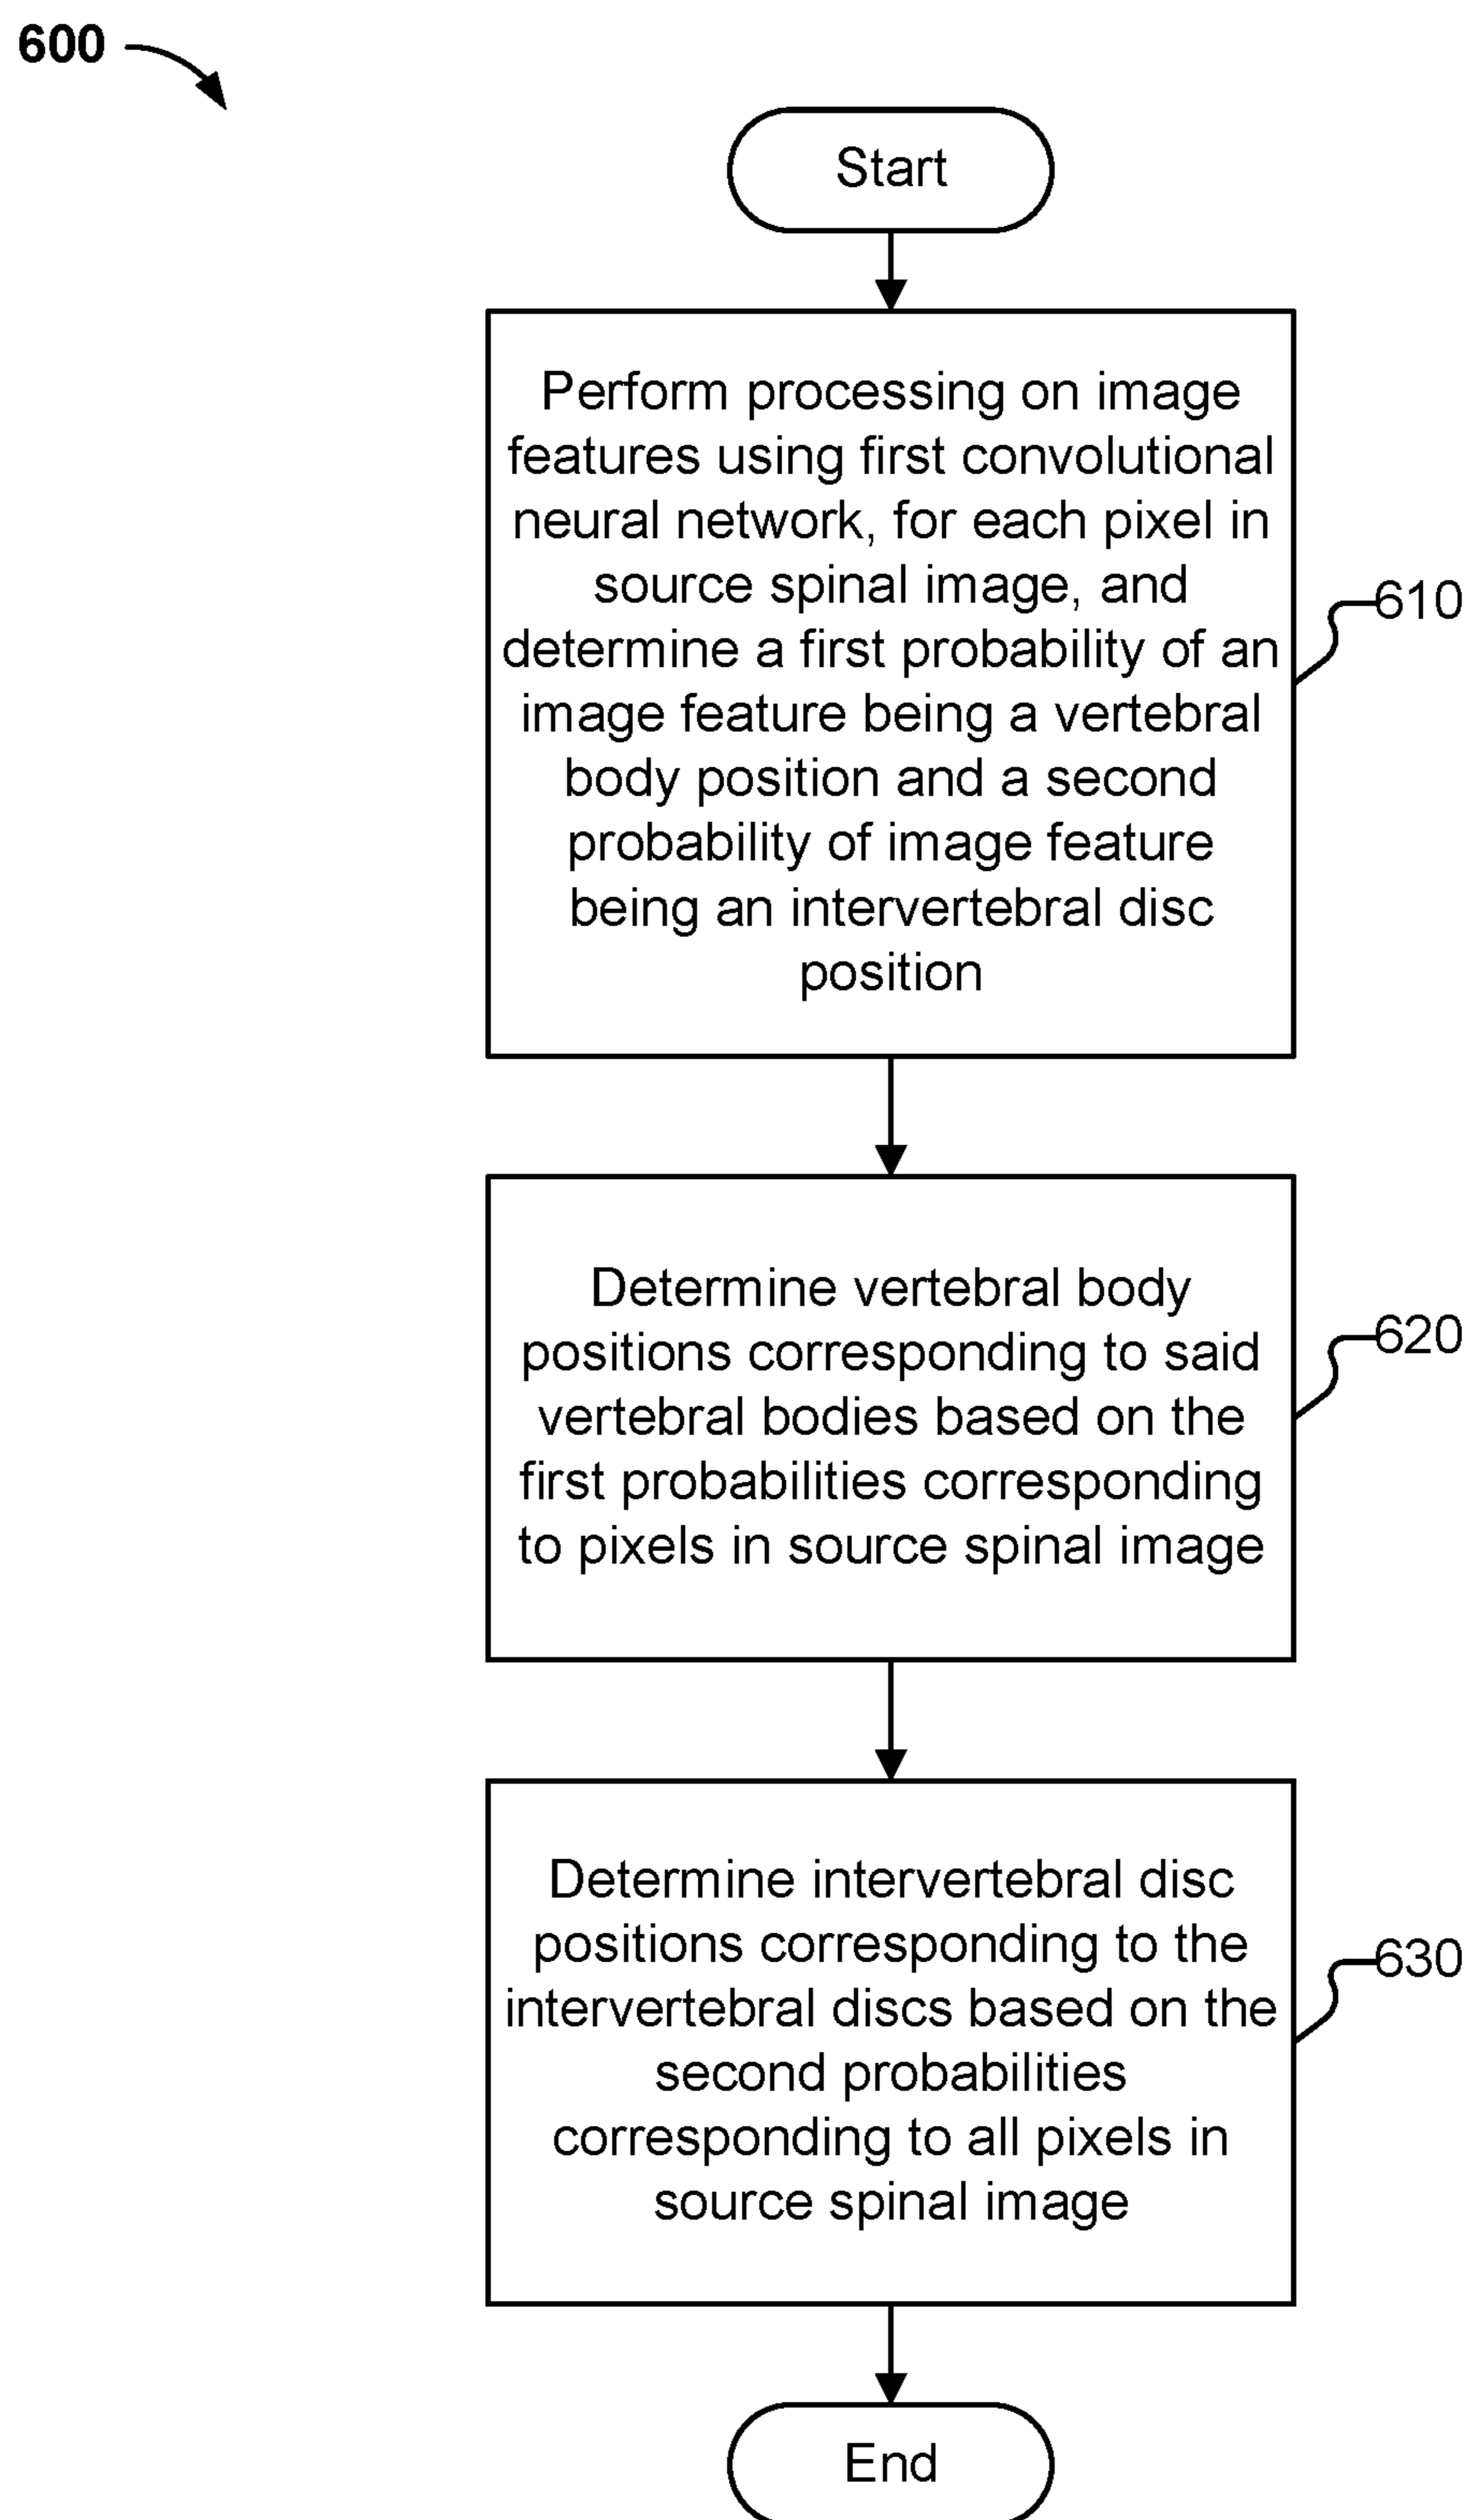 600
Start
Perform processing on image
features using first convolutional
neural network, for each pixel in
source spinal image, and
determine a first probability of an
image feature being a vertebral
body position and a second
probability of image feature
being an intervertebral disc
position
610
Determine vertebral body
positions corresponding to said
vertebral bodies based on the
first probabilities corresponding
to pixels in source spinal image
620
Determine intervertebral disc
positions corresponding to the
intervertebral discs based on the
second probabilities
corresponding to all pixels in
source spinal image
630
End